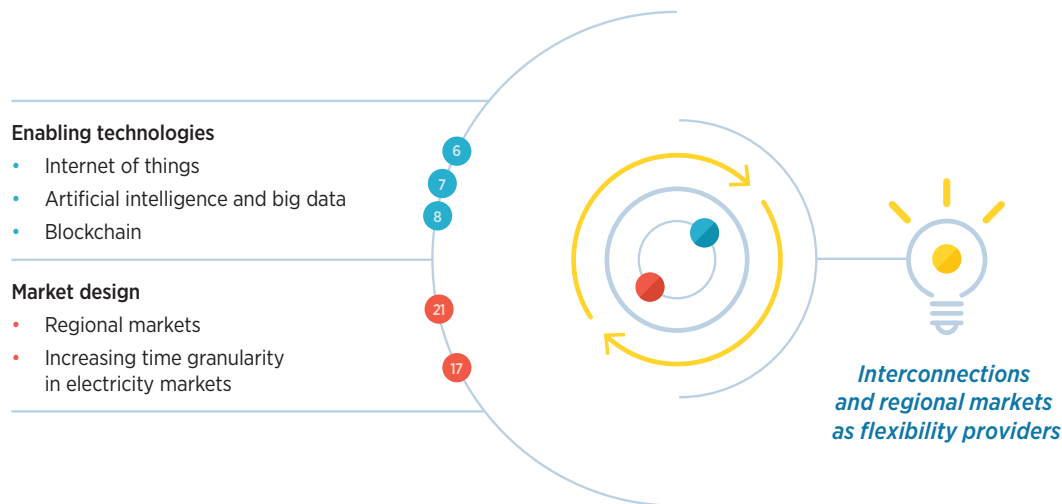 Enabling technologies
• Internet of things
• Artificial intelligence and big data
• Blockchain
6
7
8
Market design
• Regional markets
• Increasing time granularity
in electricity markets
21
17
Interconnections
and regional markets
as flexibility providers